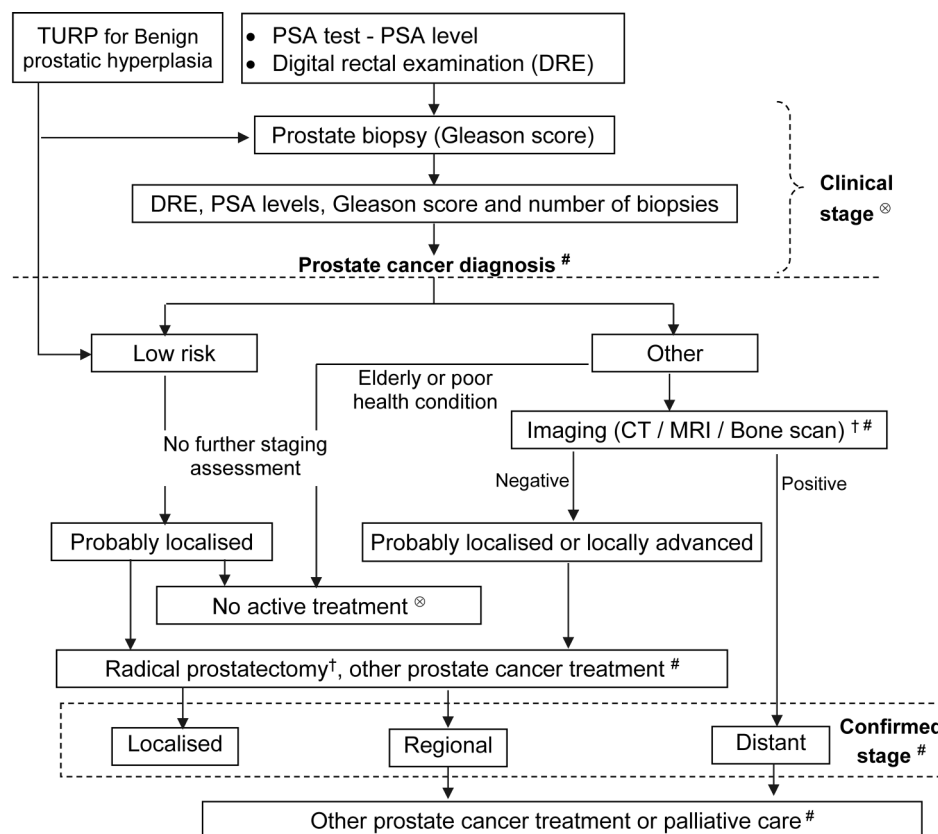 TURP for Benign
prostatic hyperplasia
• PSA test - PSA level
• Digital rectal examination (DRE)
Prostate biopsy (Gleason score)
DRE, PSA levels, Gleason score and number of biopsies
Clinical
stage ⊗
Prostate cancer diagnosis #
Low risk
Other
Elderly or poor
health condition
Imaging (CT / MRI / Bone scan) † #
No further staging
assessment
Negative
Positive
Probably localised
Probably localised or locally advanced
No active treatment ⊗
Radical prostatectomy†, other prostate cancer treatment #
Localised
Regional
Distant
Confirmed
stage #
Other prostate cancer treatment or palliative care #